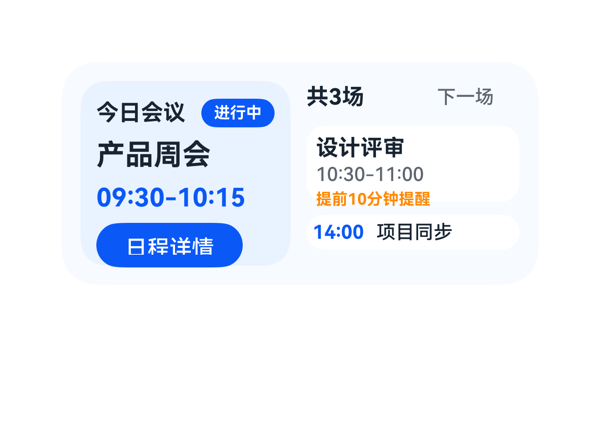 今日会议 进行中
产品周会
09:30-10:15
日程详情
共3场 下一场
设计评审
10:30-11:00
提前10分钟提醒
14:00 项目同步